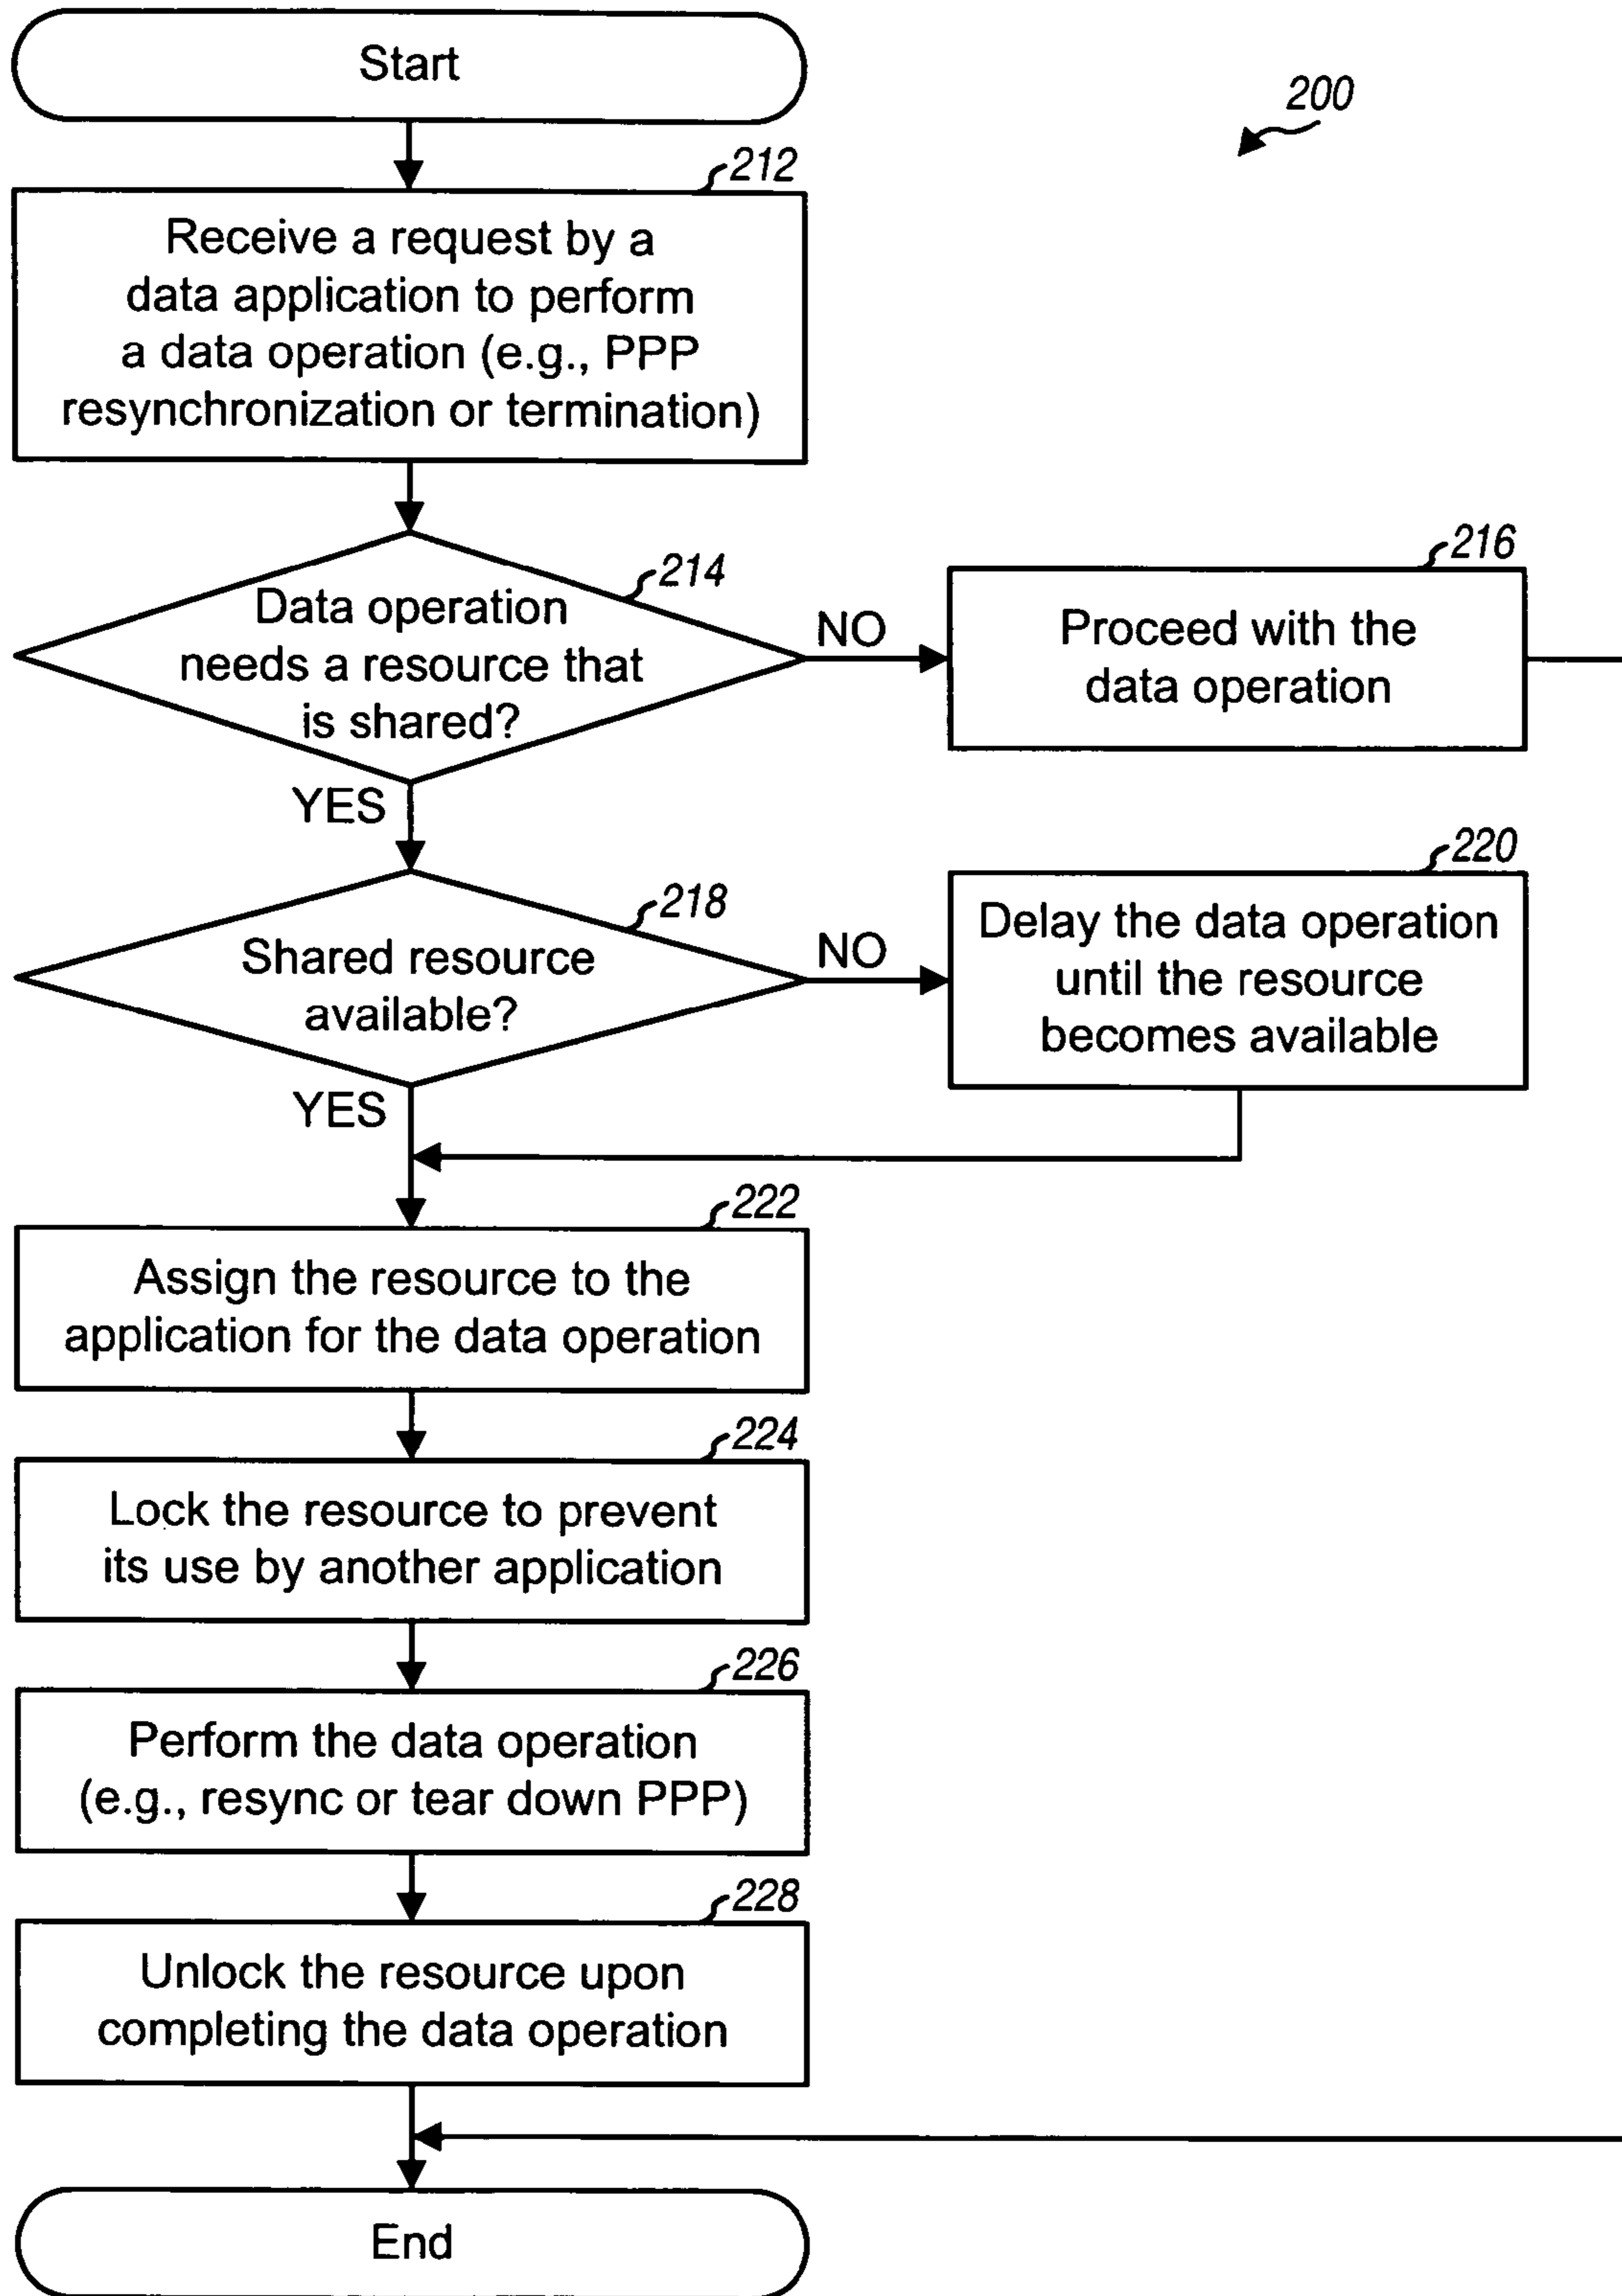 Start
200
212
Receive a request by a
data application to perform
a data operation (e.g., PPP
resynchronization or termination)
214
Data operation
needs a resource that
is shared?
NO
216
Proceed with the
data operation
YES
218
Shared resource
available?
NO
220
Delay the data operation
until the resource
becomes available
YES
222
Assign the resource to the
application for the data operation
224
Lock the resource to prevent
its use by another application
226
Perform the data operation
(e.g., resync or tear down PPP)
228
Unlock the resource upon
completing the data operation
End